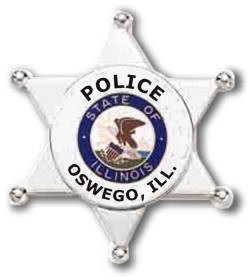 POLICE
STATE OF
ILLINOIS
OSWEGO, ILL.